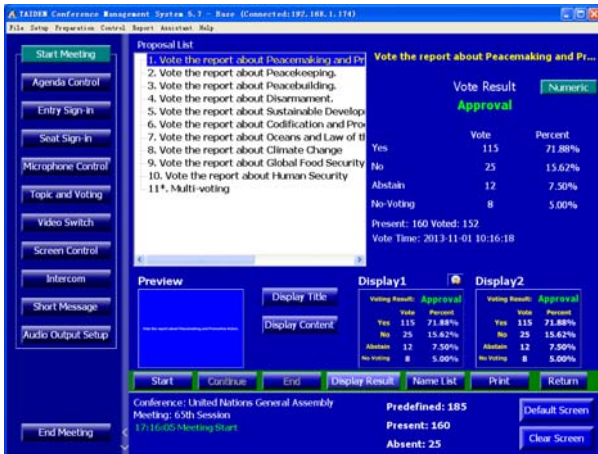 TAIDEN Conference Management System 5.7 - Base (Connected:192.168.1.174)
File Setup Preparation Control Report Assistant Help
Start Meeting
Agenda Control
Entry Sign-in
Seat Sign-in
Microphone Control
Topic and Voting
Video Switch
Screen Control
Intercom
Short Message
Audio Output Setup
End Meeting
Proposal List
1. Vote the report about Peacemaking and Pr
2. Vote the report about Peacekeeping.
3. Vote the report about Peacebuilding.
4. Vote the report about Disarmament.
5. Vote the report about Sustainable Develop
6. Vote the report about Codification and Pro
7. Vote the report about Oceans and Law of th
8. Vote the report about Climate Change
9. Vote the report about Global Food Security
10. Vote the report about Human Security
11*. Multi-voting
Vote the report about Peacemaking and Pr...
Vote Result Numeric
Approval
Vote Percent
Yes 115 71.88%
No 25 15.62%
Abstain 12 7.50%
No-Voting 8 5.00%
Present: 160 Voted: 152
Vote Time: 2013-11-01 10:16:18
Preview
Vote the report about Peacemaking and Preventive Action.
Display Title
Display Content
Display1
Voting Result: Approval
Vote Percent
Yes 115 71.88%
No 25 15.62%
Abstain 12 7.50%
No Voting 8 5.00%
Display2
Voting Result: Approval
Vote Percent
Yes 115 71.88%
No 25 15.62%
Abstain 12 7.50%
No Voting 8 5.00%
Start Continue End Display Result Name List Print Return
Conference: United Nations General Assembly
Meeting: 65th Session
17:16:05 Meeting Start
Predefined: 185
Present: 160
Absent: 25
Default Screen
Clear Screen